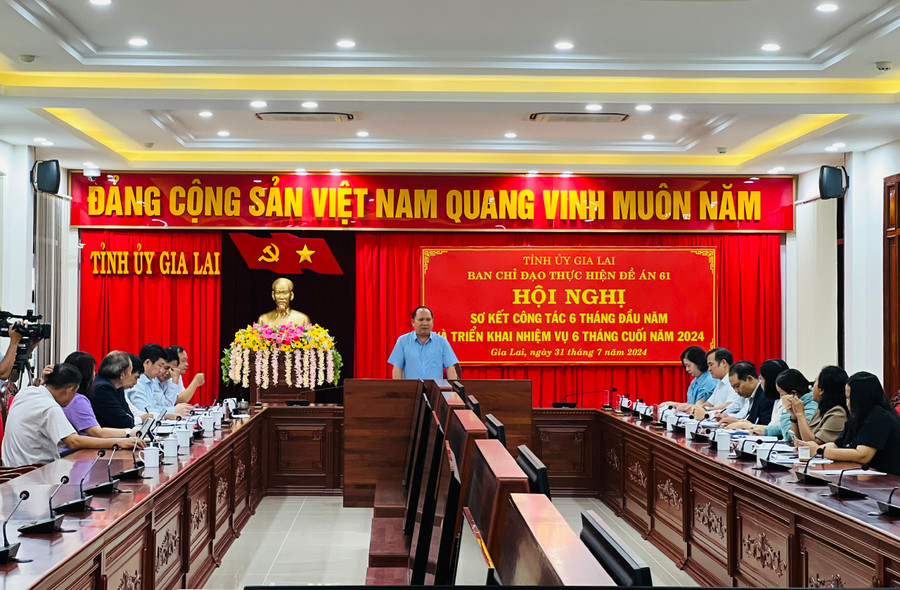 ĐẢNG CỘNG SẢN VIỆT NAM QUANG VINH MUÔN NĂM
TỈNH ỦY GIA LAI
TỈNH ỦY GIA LAI
BAN CHỈ ĐẠO THỰC HIỆN ĐỀ ÁN 61
HỘI NGHỊ
SƠ KẾT CÔNG TÁC 6 THÁNG ĐẦU NĂM
TRIỂN KHAI NHIỆM VỤ 6 THÁNG CUỐI NĂM 2024
Gia Lai, ngày 31 tháng 7 năm 2024